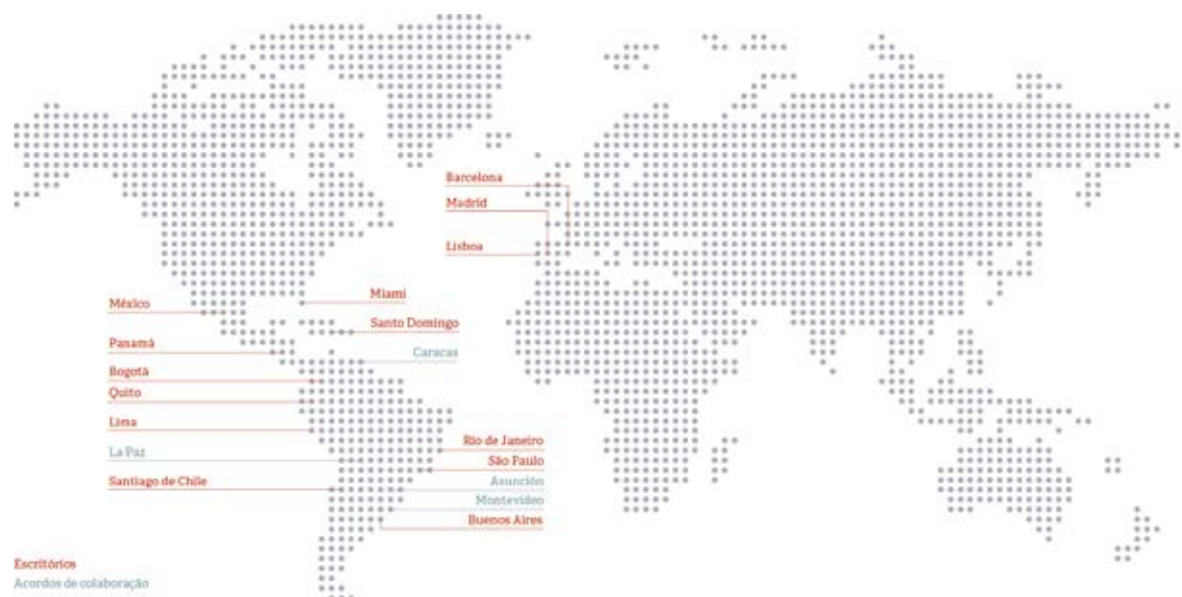 Barcelona
Madrid
Lisboa
Miami
México
Santo Domingo
Panamá
Caracas
Bogotá
Quito
Lima
Rio de Janeiro
La Paz
São Paulo
Santiago de Chile
Asunción
Montevideo
Buenos Aires
Escritórios
Acordos de colaboração